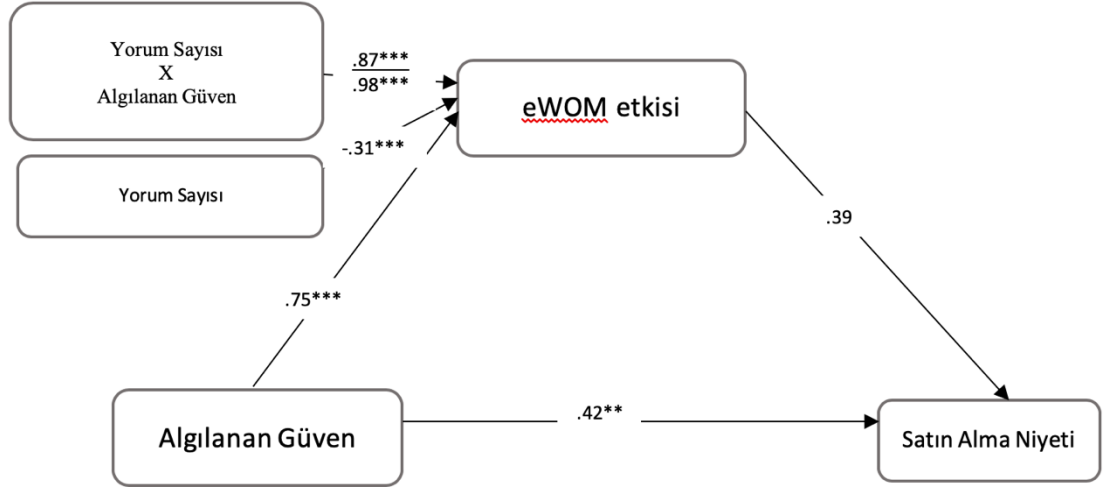 Yorum Sayısı
X
Algılanan Güven
.87***
.98***
eWOM etkisi
-.31***
Yorum Sayısı
.39
.75***
.42**
Algılanan Güven
Satın Alma Niyeti